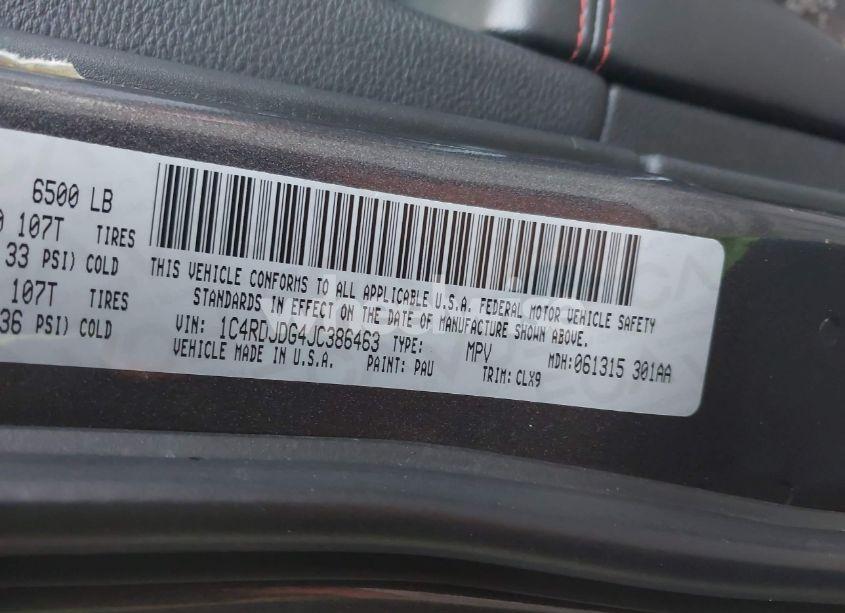 6500 LB
107T TIRES
33 PSI) COLD
107T TIRES
36 PSI) COLD
THIS VEHICLE CONFORMS TO ALL APPLICABLE U.S.A. FEDERAL MOTOR VEHICLE SAFETY
STANDARDS IN EFFECT ON THE DATE OF MANUFACTURE SHOWN ABOVE.
VIN: 1C4RDJDG4JC386463 TYPE: MPV MDH: 061315 301AA
VEHICLE MADE IN U.S.A. PAINT: PAU TRIM: CLX9